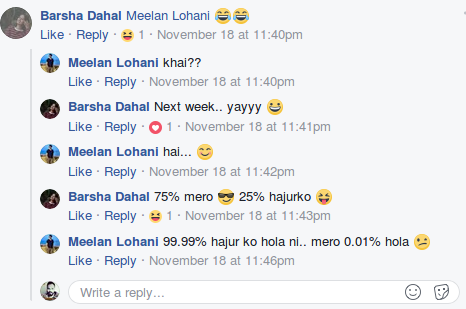 Barsha Dahal Meelan Lohani 😂😂
Like · Reply · 😝 1 · November 18 at 11:40pm
Meelan Lohani khai??
Like · Reply · November 18 at 11:40pm
Barsha Dahal Next week.. yayyy 😀
Like · Reply · ❤ 1 · November 18 at 11:41pm
Meelan Lohani hai... 😊
Like · Reply · November 18 at 11:42pm
Barsha Dahal 75% mero 😎 25% hajurko 😝
Like · Reply · 😝 1 · November 18 at 11:43pm
Meelan Lohani 99.99% hajur ko hola ni.. mero 0.01% hola 😕
Like · Reply · November 18 at 11:46pm
Write a reply...